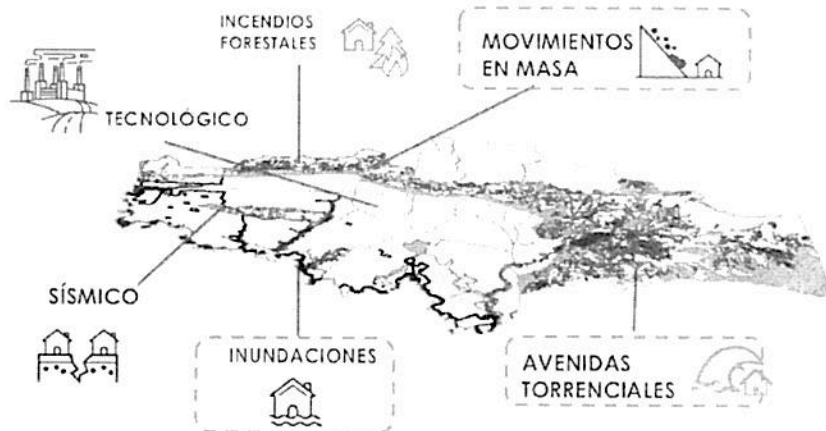 INCENDIOS
FORESTALES
MOVIMIENTOS
EN MASA
TECNOLÓGICO
SÍSMICO
INUNDACIONES
AVENIDAS
TORRENCIALES